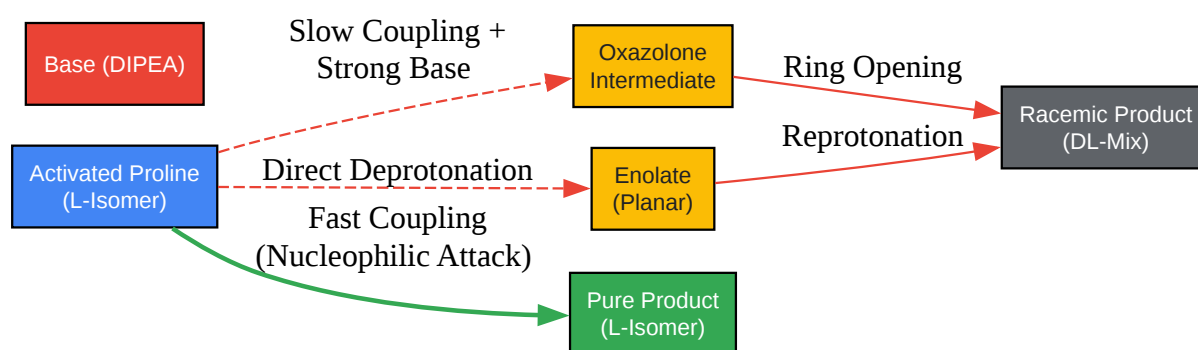 Base (DIPEA)
Activated Proline
(L-Isomer)
Slow Coupling +
Strong Base
Direct Deprotonation
Fast Coupling
(Nucleophilic Attack)
Oxazolone
Intermediate
Enolate
(Planar)
Pure Product
(L-Isomer)
Ring Opening
Reprotonation
Racemic Product
(DL-Mix)